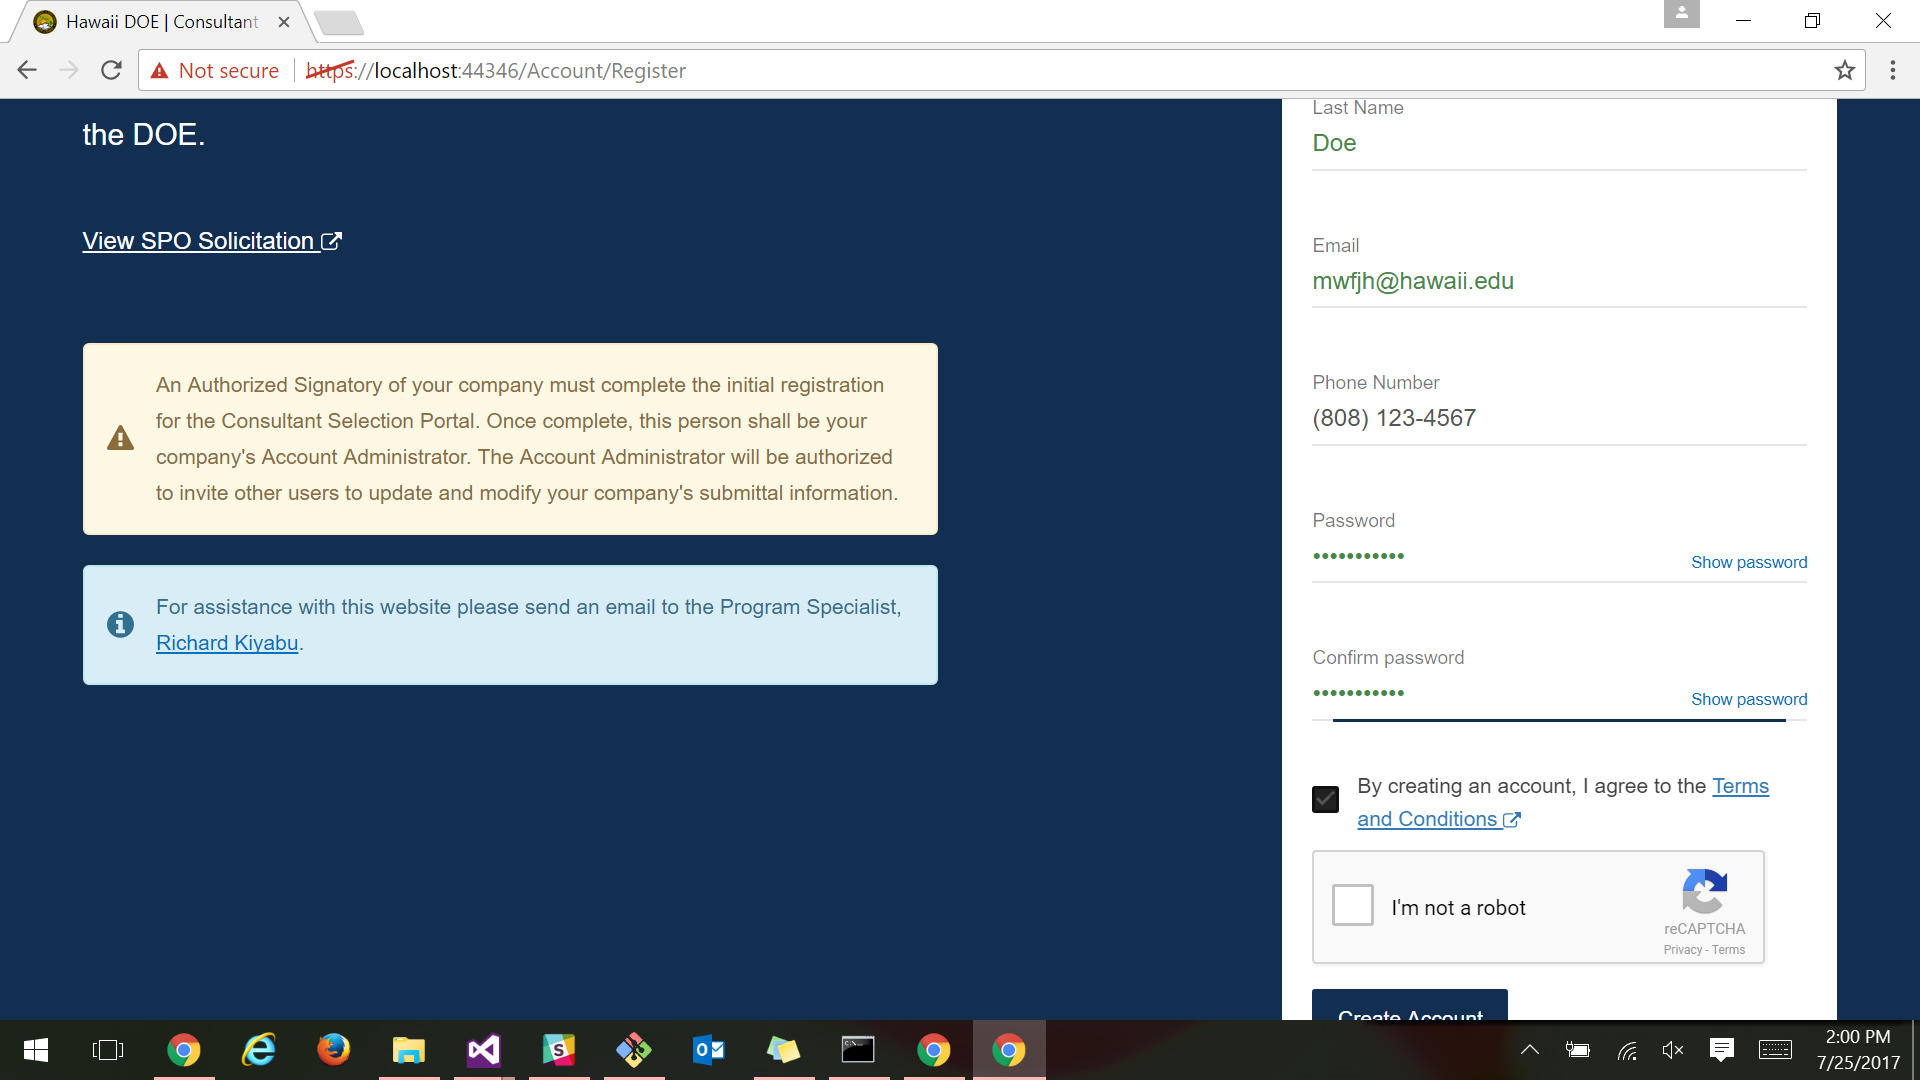 Hawaii DOE | Consultant
Not secure
https://localhost:44346/Account/Register
the DOE.
View SPO Solicitation
An Authorized Signatory of your company must complete the initial registration
for the Consultant Selection Portal. Once complete, this person shall be your
company's Account Administrator. The Account Administrator will be authorized
to invite other users to update and modify your company's submittal information.
For assistance with this website please send an email to the Program Specialist,
Richard Kiyabu.
Last Name
Doe
Email
mwfjh@hawaii.edu
Phone Number
(808) 123-4567
Password
•••••••••••
Show password
Confirm password
•••••••••••
Show password
By creating an account, I agree to the Terms
and Conditions
I'm not a robot
reCAPTCHA
Privacy - Terms
Create Account
2:00 PM
7/25/2017